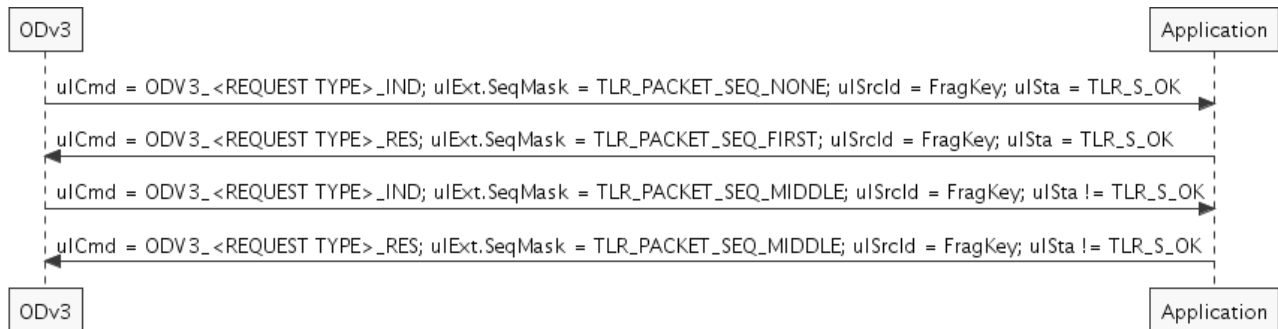 ODv3 Application
ulCmd = ODV3_<REQUEST TYPE>_IND; ulExt.SeqMask = TLR_PACKET_SEQ_NONE; ulSrcId = FragKey; ulSta = TLR_S_OK
ulCmd = ODV3_<REQUEST TYPE>_RES; ulExt.SeqMask = TLR_PACKET_SEQ_FIRST; ulSrcId = FragKey; ulSta = TLR_S_OK
ulCmd = ODV3_<REQUEST TYPE>_IND; ulExt.SeqMask = TLR_PACKET_SEQ_MIDDLE; ulSrcId = FragKey; ulSta != TLR_S_OK
ulCmd = ODV3_<REQUEST TYPE>_RES; ulExt.SeqMask = TLR_PACKET_SEQ_MIDDLE; ulSrcId = FragKey; ulSta != TLR_S_OK
ODv3 Application